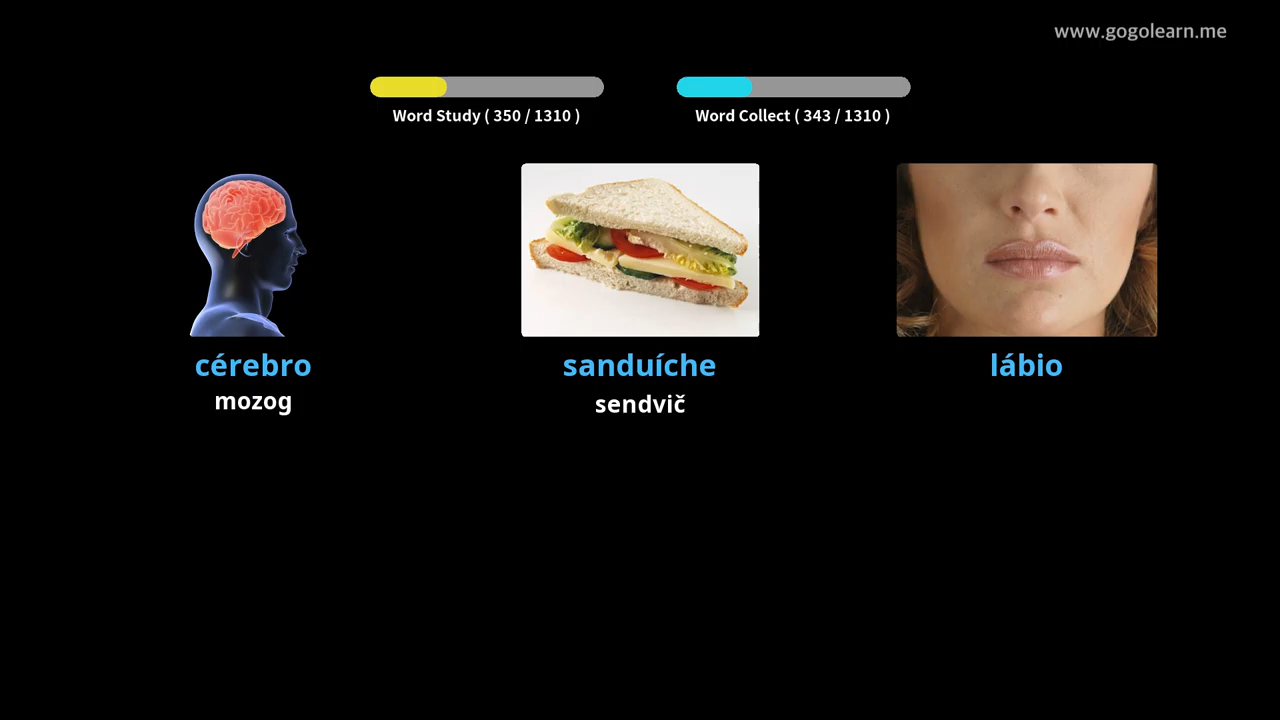 www.gogolearn.me
Word Study ( 350 / 1310 )
Word Collect ( 343 / 1310 )
cérebro
mozog
sanduíche
sendvič
lábio